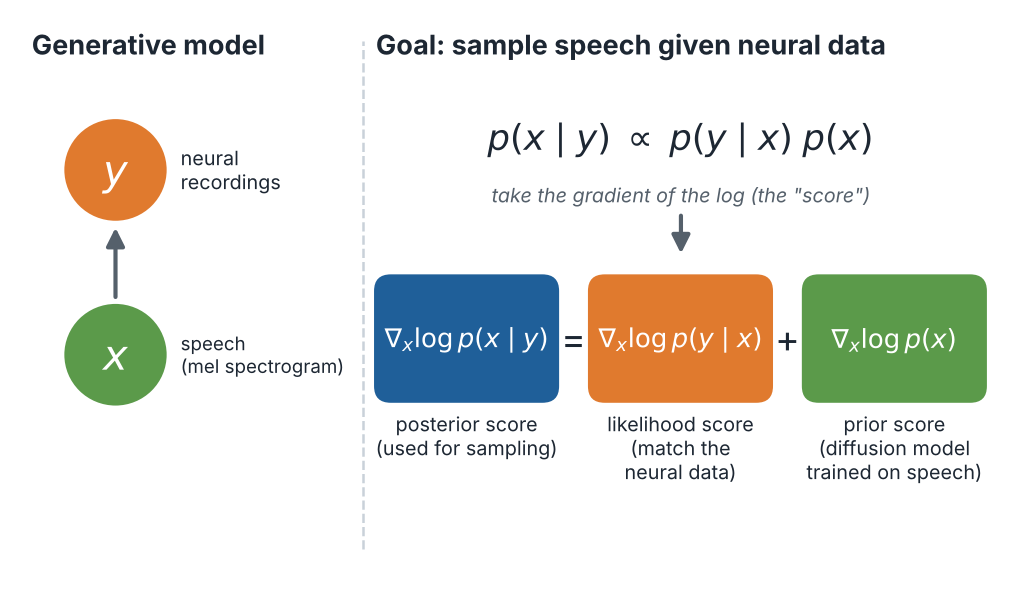 Generative model
y
neural
recordings
x
speech
(mel spectrogram)
Goal: sample speech given neural data
p(x | y) ∝ p(y | x) p(x)
take the gradient of the log (the "score")
∇ₓlog p(x | y) = ∇ₓlog p(y | x) + ∇ₓlog p(x)
posterior score
(used for sampling)
likelihood score
(match the
neural data)
prior score
(diffusion model
trained on speech)